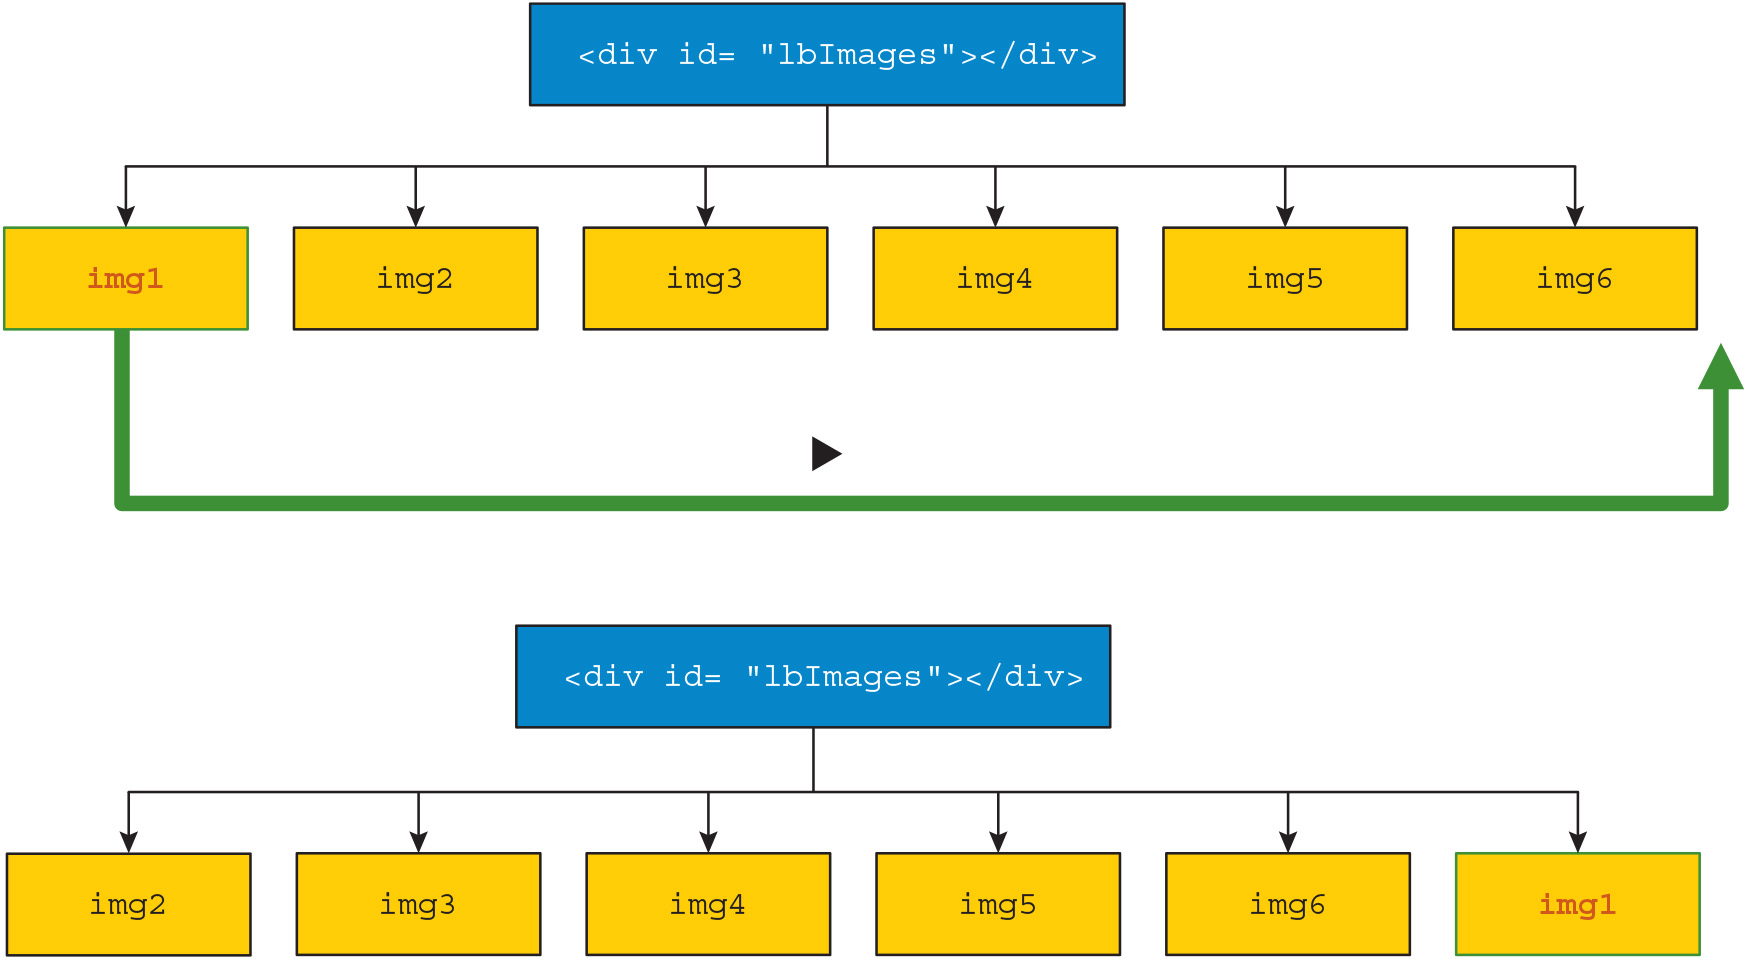 <div id= "lbImages"></div>
img1 img2 img3 img4 img5 img6
<div id= "lbImages"></div>
img2 img3 img4 img5 img6 img1